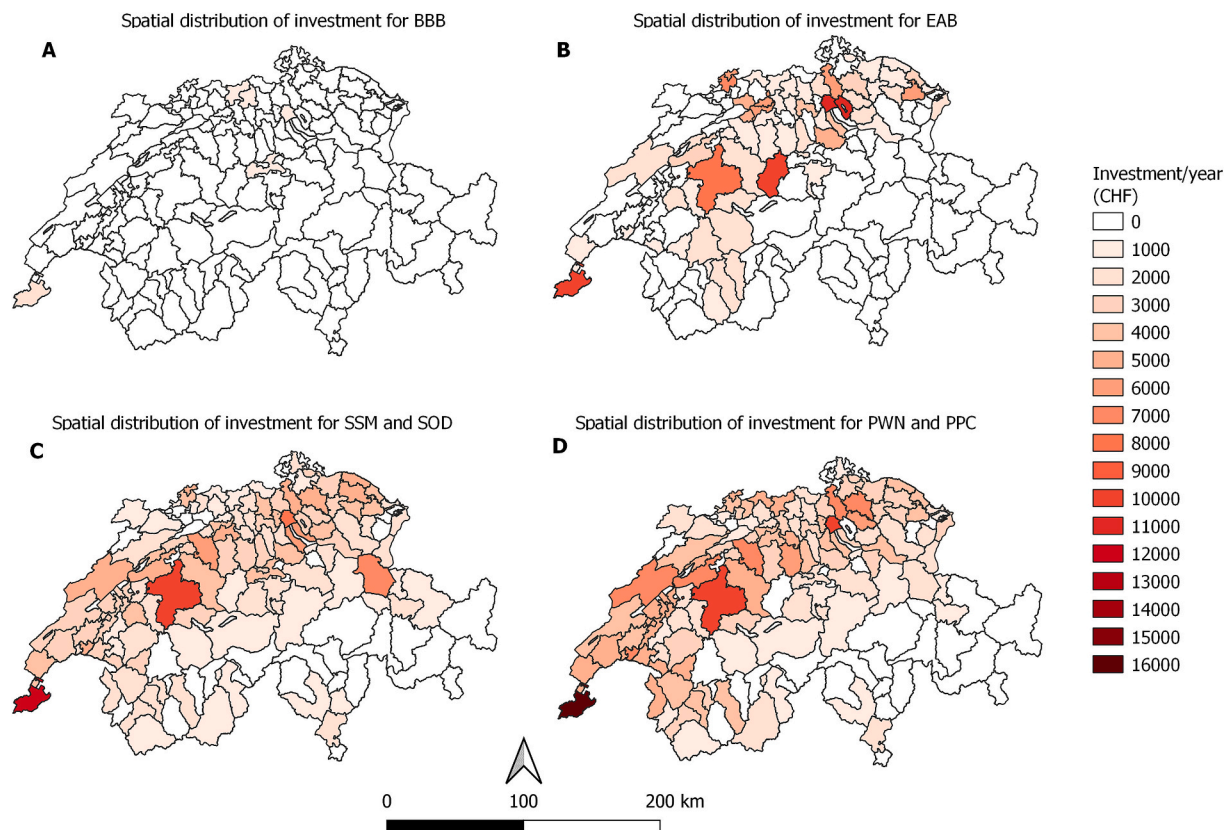 Spatial distribution of investment for BBB
Spatial distribution of investment for EAB
A
B
Investment/year
(CHF)
0
1000
2000
3000
4000
5000
6000
7000
8000
9000
10000
11000
12000
13000
14000
15000
16000
Spatial distribution of investment for SSM and SOD
Spatial distribution of investment for PWN and PPC
C
D
0
100
200 km